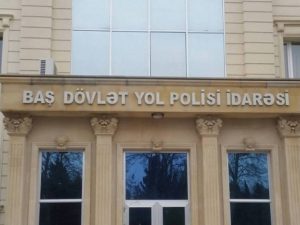 BAŞ DÖVLƏT YOL POLİSİ İDARƏSİ